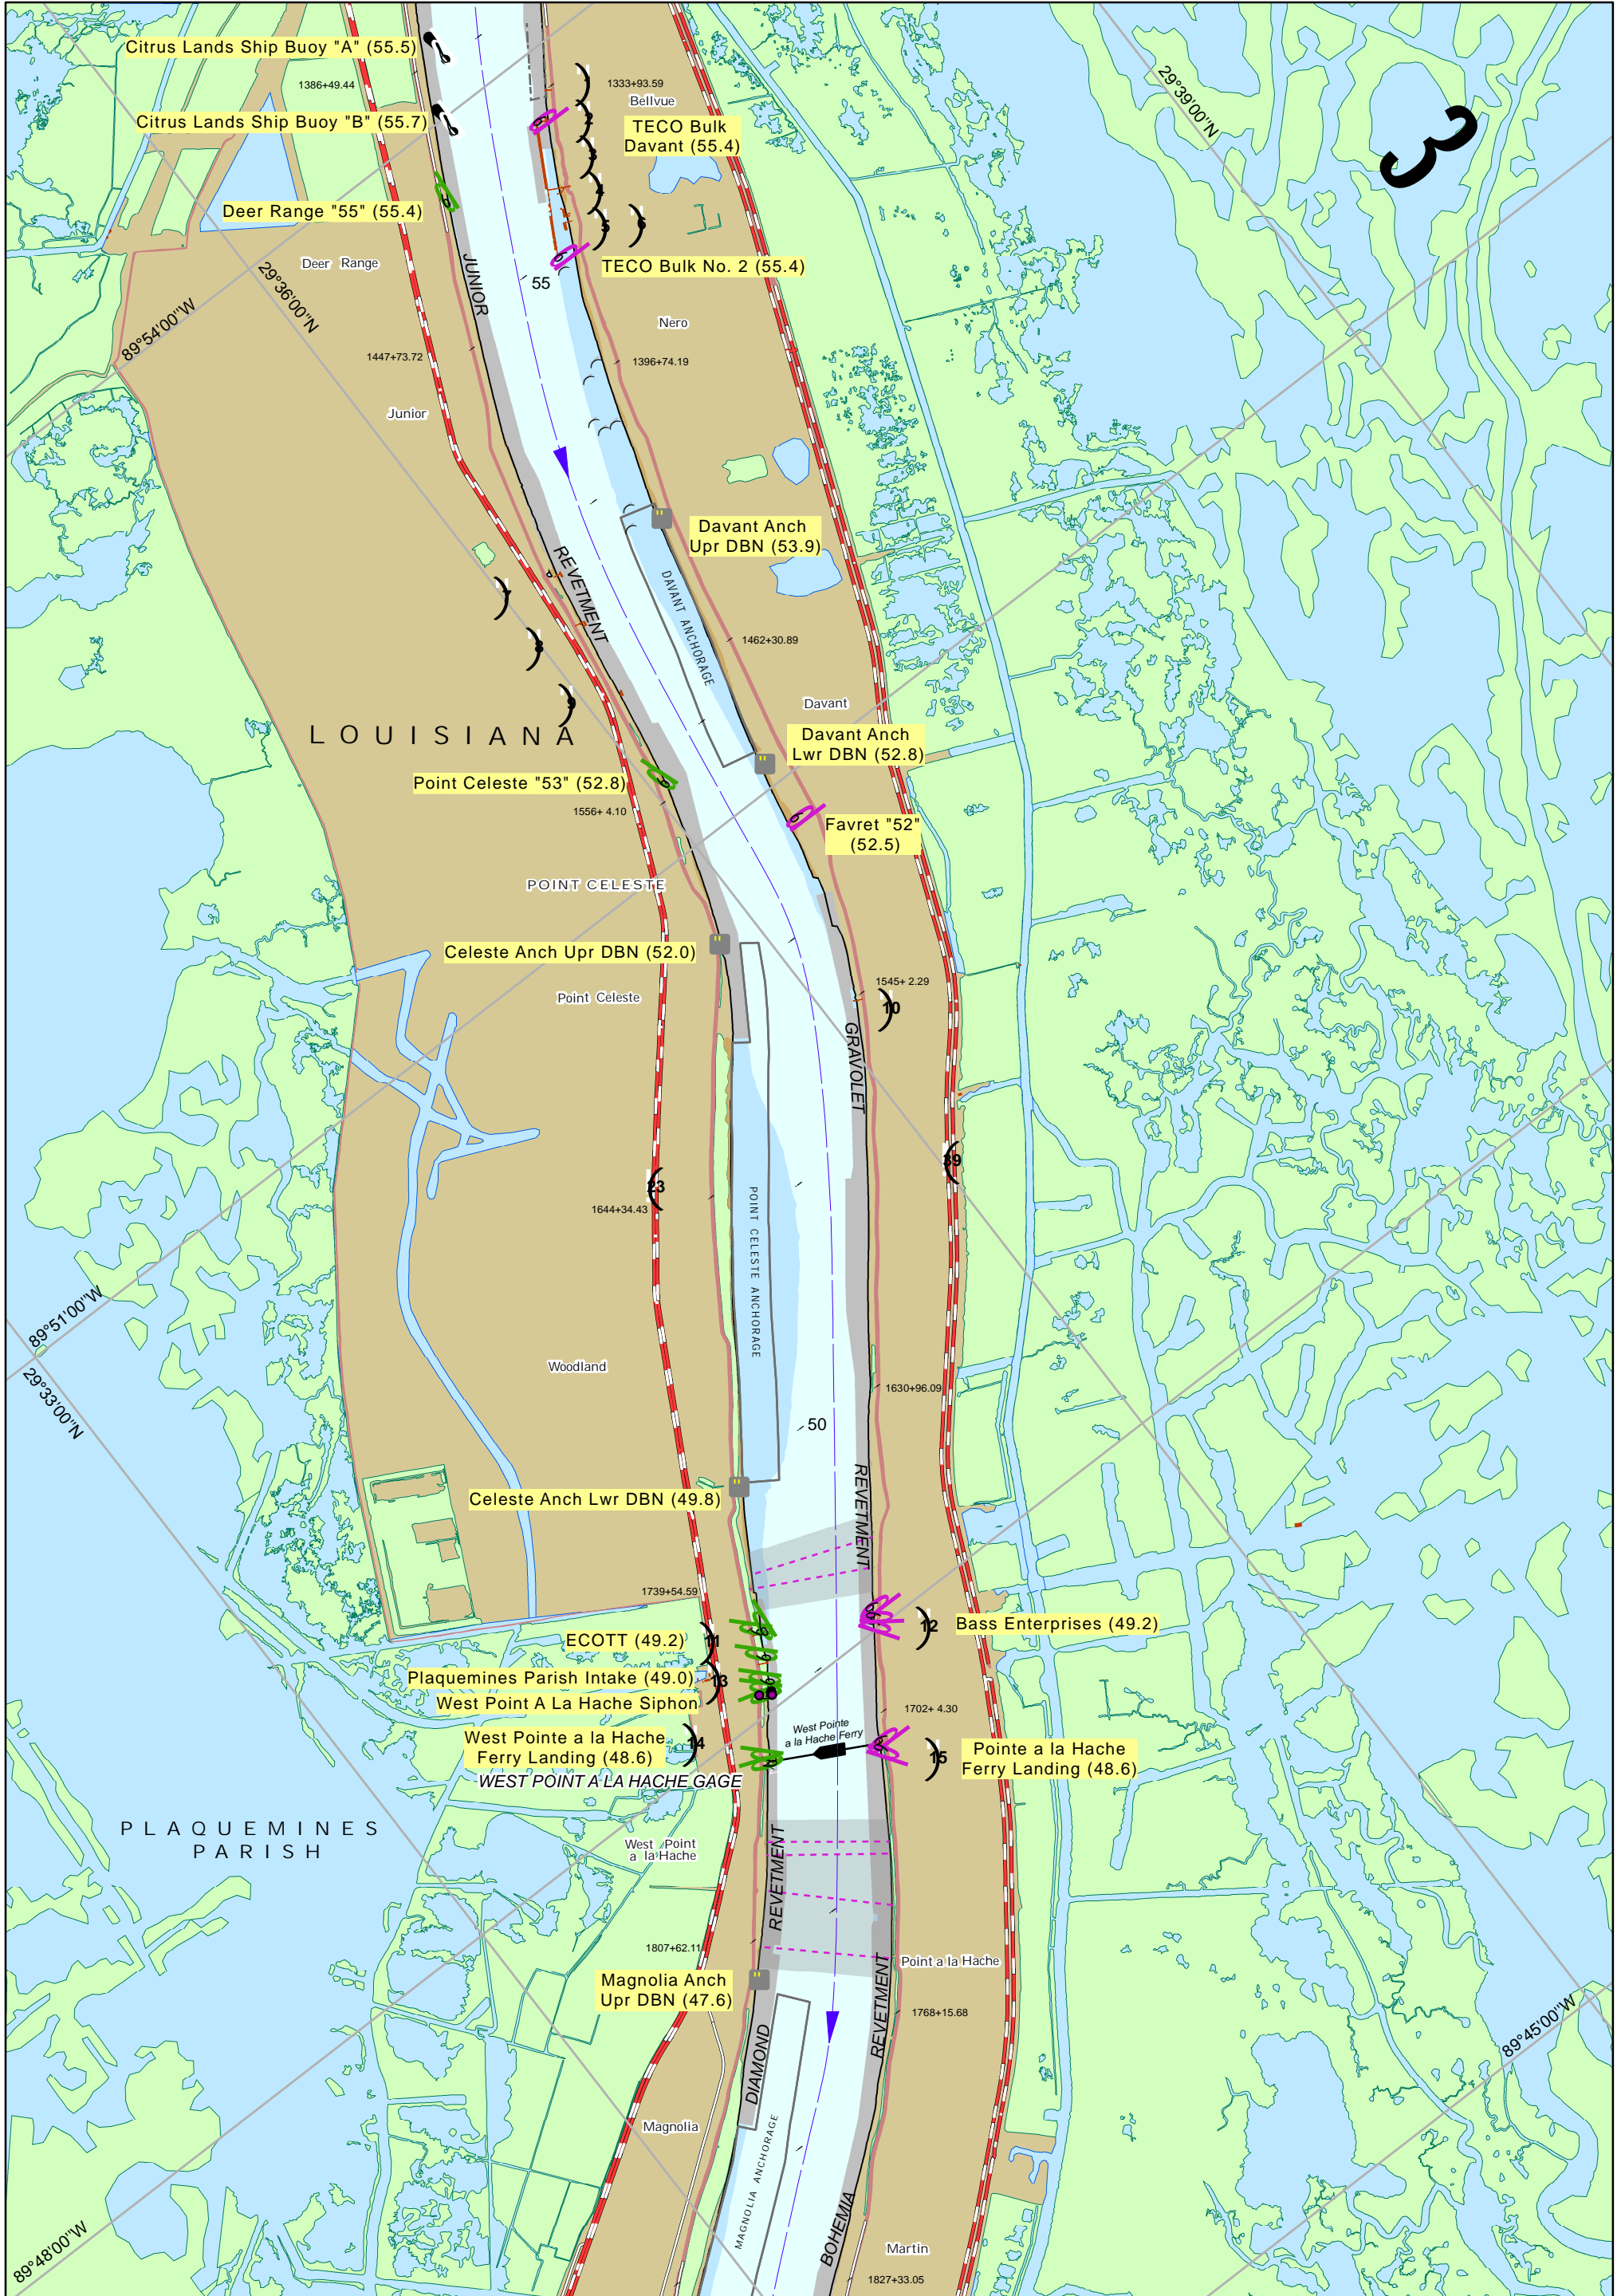 Citrus Lands Ship Buoy "A" (55.5)
1386+49.44
1333+93.59
Bellvue
29°39'00"N
3
Citrus Lands Ship Buoy "B" (55.7)
TECO Bulk
Davant (55.4)
1
2
3
4
5
6
Deer Range "55" (55.4)
Deer Range
29°36'00"N
JUNIOR
TECO Bulk No. 2 (55.4)
55
89°54'00"W
Nero
1447+73.72
1396+74.19
Junior
Davant Anch
Upr DBN (53.9)
REVETMENT
DAVANT ANCHORAGE
7
8
9
1462+30.89
Davant
LOUISIANA
Davant Anch
Lwr DBN (52.8)
Point Celeste "53" (52.8)
1556+ 4.10
Favret "52"
(52.5)
POINT CELESTE
Celeste Anch Upr DBN (52.0)
Point Celeste
1545+ 2.29
10
GRAVOLET
39
23
1644+34.43
POINT CELESTE ANCHORAGE
89°51'00"W
29°33'00"N
Woodland
1630+96.09
50
REVETMENT
Celeste Anch Lwr DBN (49.8)
1739+54.59
12
Bass Enterprises (49.2)
ECOTT (49.2)
11
Plaquemines Parish Intake (49.0)
13
West Point A La Hache Siphon
1702+ 4.30
West Pointe
a la Hache Ferry
West Pointe a la Hache
Ferry Landing (48.6)
14
15
Pointe a la Hache
Ferry Landing (48.6)
WEST POINT A LA HACHE GAGE
PLAQUEMINES
PARISH
West Point
a la Hache
REVETMENT
1807+62.11
Point a la Hache
REVETMENT
Magnolia Anch
Upr DBN (47.6)
1768+15.68
89°45'00"W
DIAMOND
Magnolia
MAGNOLIA ANCHORAGE
BOHEMIA
Martin
89°48'00"W
1827+33.05